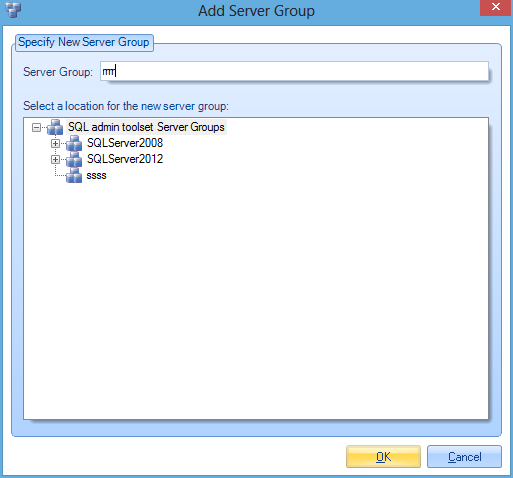 Add Server Group
Specify New Server Group
Server Group: rrrr
Select a location for the new server group:
SQL admin toolset Server Groups
SQLServer2008
SQLServer2012
ssss
OK
Cancel